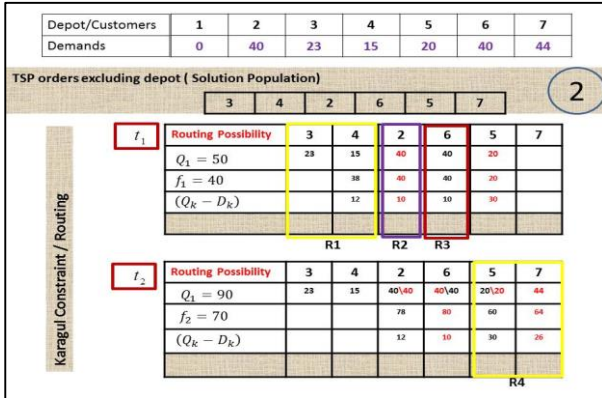 Depot/Customers 1 2 3 4 5 6 7
Demands 0 40 23 15 20 40 44
TSP orders excluding depot ( Solution Population)
3 4 2 6 5 7
2
Karagul Constraint / Routing
t₁ Routing Possibility 3 4 2 6 5 7
Q₁ = 50 23 15 40 40 20
f₁ = 40 38 40 40 20
(Qₖ − Dₖ) 12 10 10 30
R1 R2 R3
t₂ Routing Possibility 3 4 2 6 5 7
Q₁ = 90 23 15 40\40 40\40 20\20 44
f₂ = 70 78 80 60 64
(Qₖ − Dₖ) 12 10 30 26
R4